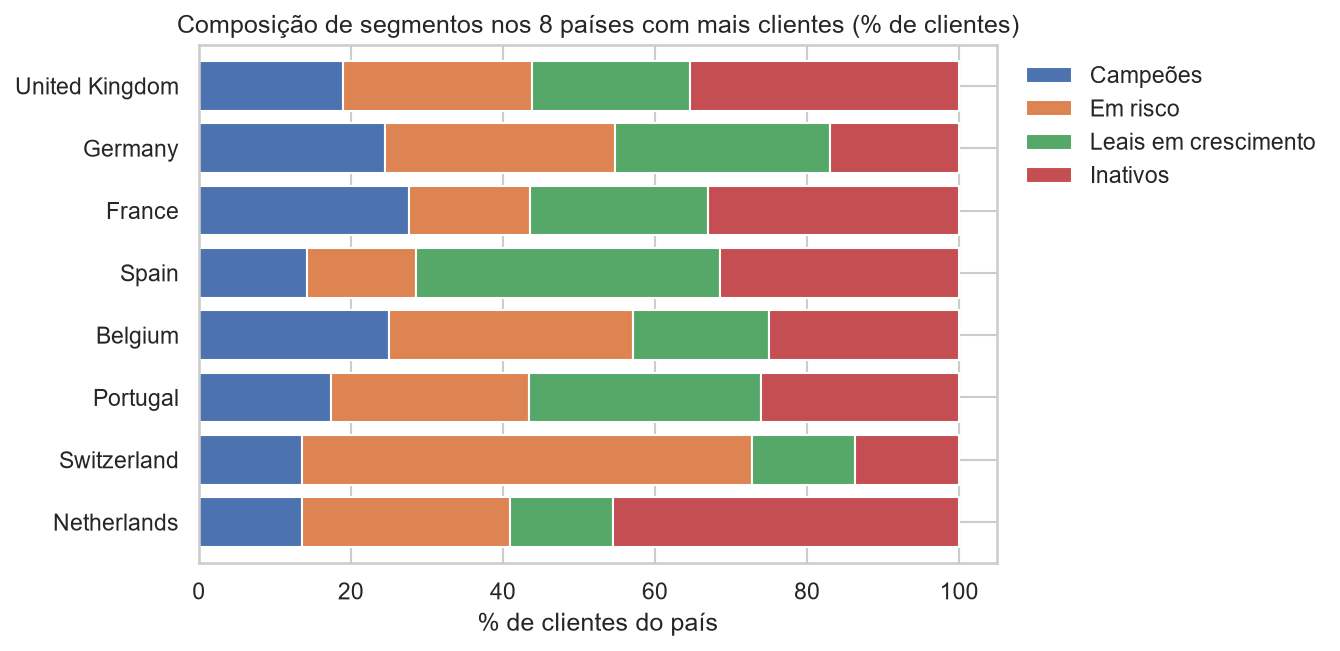 Composição de segmentos nos 8 países com mais clientes (% de clientes)
United Kingdom
Germany
France
Spain
Belgium
Portugal
Switzerland
Netherlands
0 20 40 60 80 100
% de clientes do país
Campeões
Em risco
Leais em crescimento
Inativos